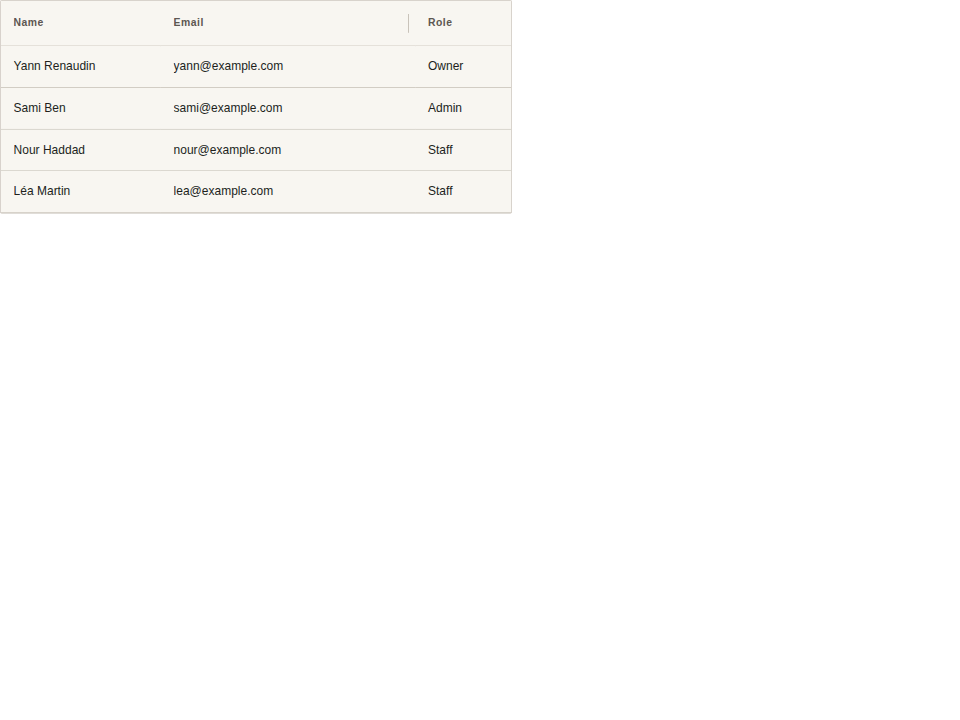 Name Email Role
Yann Renaudin yann@example.com Owner
Sami Ben sami@example.com Admin
Nour Haddad nour@example.com Staff
Léa Martin lea@example.com Staff